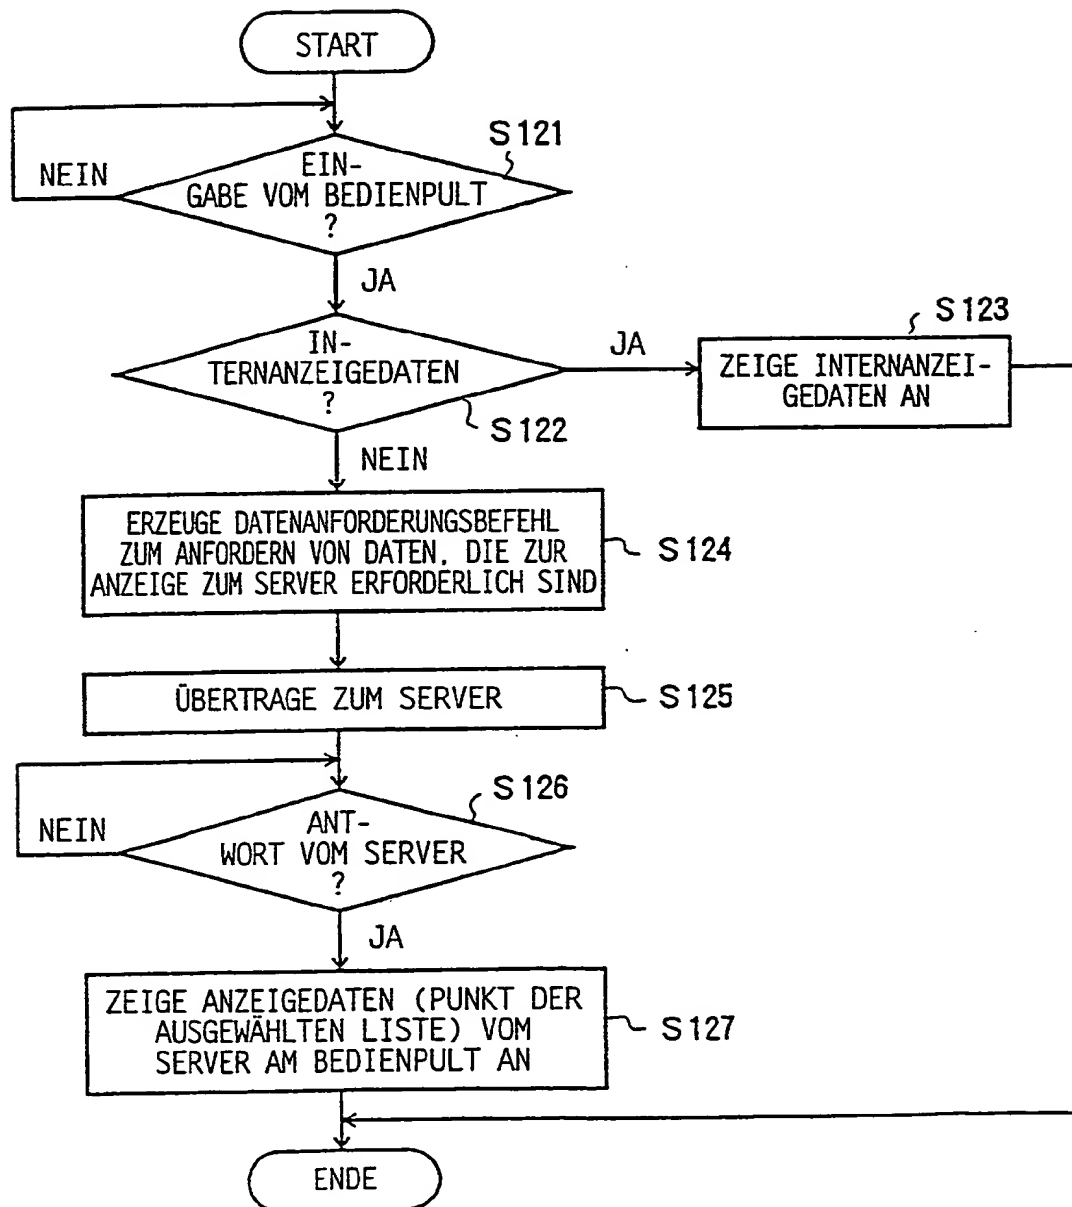 START
S121
NEIN
EIN-
GABE VOM BEDIENPULT
?
JA
S123
IN-
TERNANZEIGEDATEN
?
JA
ZEIGE INTERNANZEI-
GEDATEN AN
S122
NEIN
ERZEUGE DATENANFORDERUNGSBEFEHL
ZUM ANFORDERN VON DATEN. DIE ZUR
ANZEIGE ZUM SERVER ERFORDERLICH SIND
S124
ÜBERTRAGE ZUM SERVER
S125
S126
NEIN
ANT-
WORT VOM SERVER
?
JA
ZEIGE ANZEIGEDATEN (PUNKT DER
AUSGEWÄHLTEN LISTE) VOM
SERVER AM BEDIENPULT AN
S127
ENDE